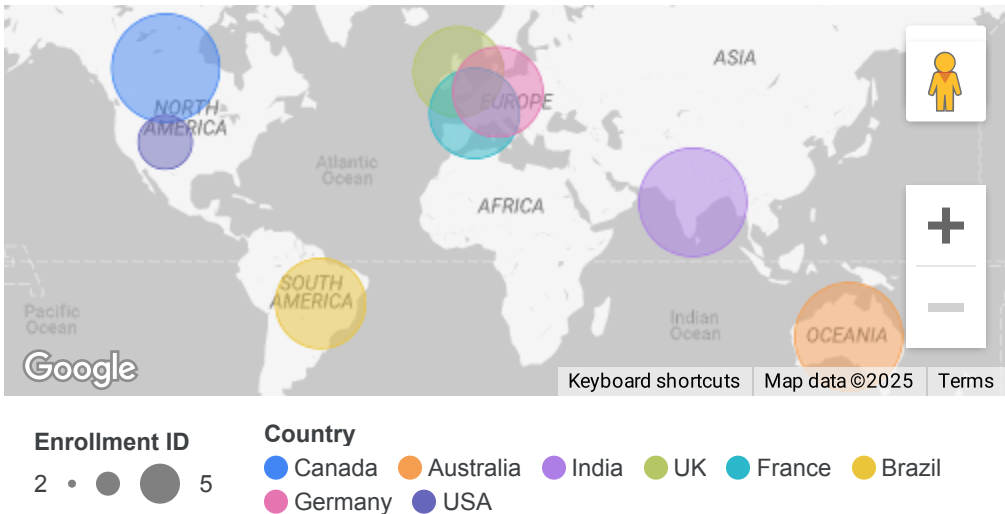 ASIA
NORTH
AMERICA
EUROPE
Atlantic
Ocean
AFRICA
SOUTH
AMERICA
Pacific
Ocean
Indian
Ocean
OCEANIA
Google
Keyboard shortcuts
Map data ©2025
Terms
Enrollment ID
2 5
Country
Canada Australia India UK France Brazil
Germany USA